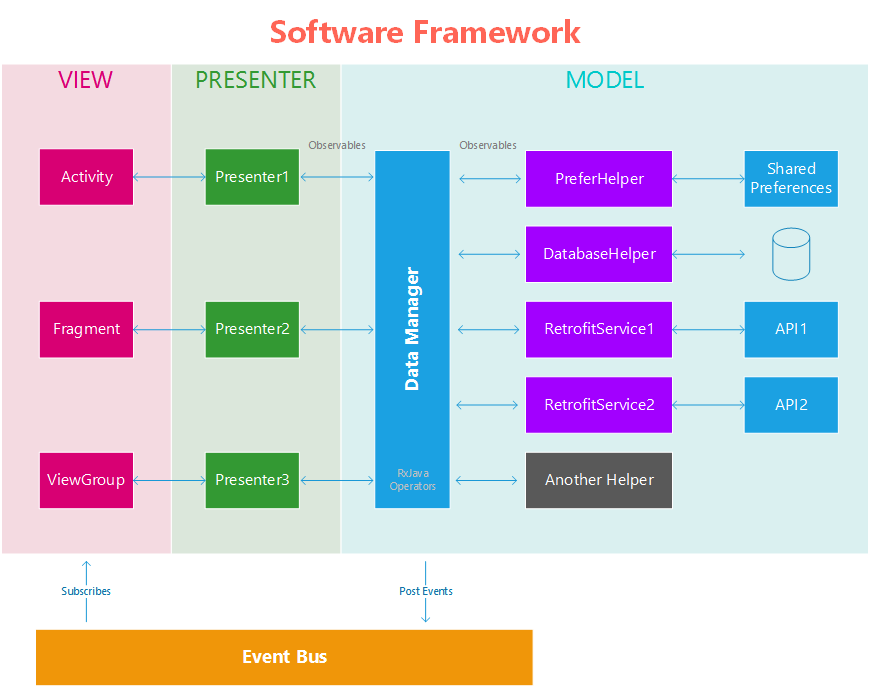 Software Framework
VIEW
PRESENTER
MODEL
Observables
Observables
Activity
Presenter1
PreferHelper
Shared
Preferences
DatabaseHelper
Data Manager
Fragment
Presenter2
RetrofitService1
API1
RetrofitService2
API2
RxJava
Operators
ViewGroup
Presenter3
Another Helper
Subscribes
Post Events
Event Bus